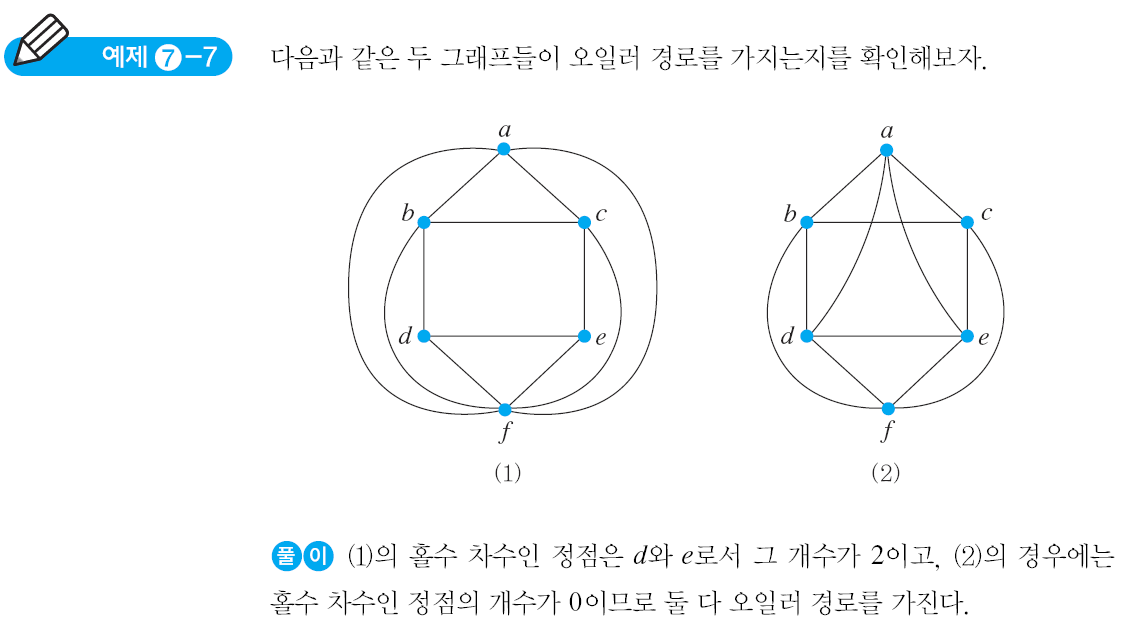 예제 7-7 다음과 같은 두 그래프들이 오일러 경로를 가지는지를 확인해보자.
a a
b c b c
d e d e
f f
(1) (2)
풀이 (1)의 홀수 차수인 정점은 d와 e로서 그 개수가 2이고, (2)의 경우에는
홀수 차수인 정점의 개수가 0이므로 둘 다 오일러 경로를 가진다.